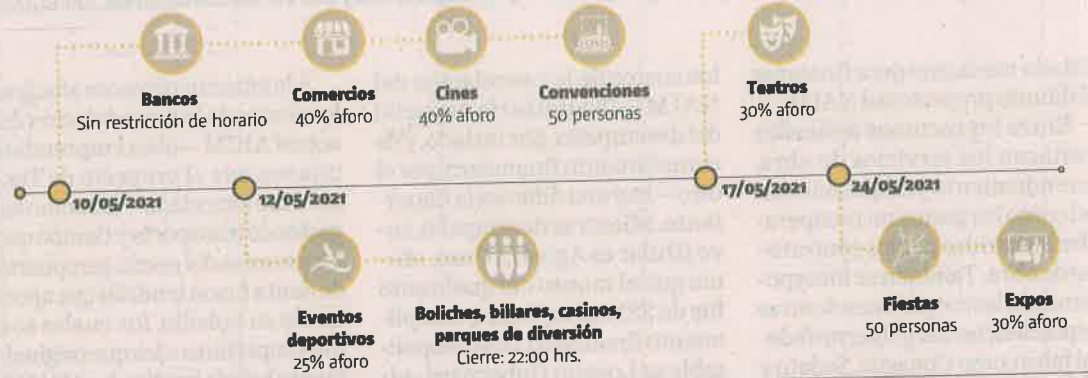 Bancos
Sin restricción de horario
Comercios
40% aforo
Cines
40% aforo
Convenciones
50 personas
Teatros
30% aforo
10/05/2021
12/05/2021
17/05/2021
24/05/2021
Eventos
deportivos
25% aforo
Boliches, billares, casinos,
parques de diversión
Cierre: 22:00 hrs.
Fiestas
50 personas
Expos
30% aforo